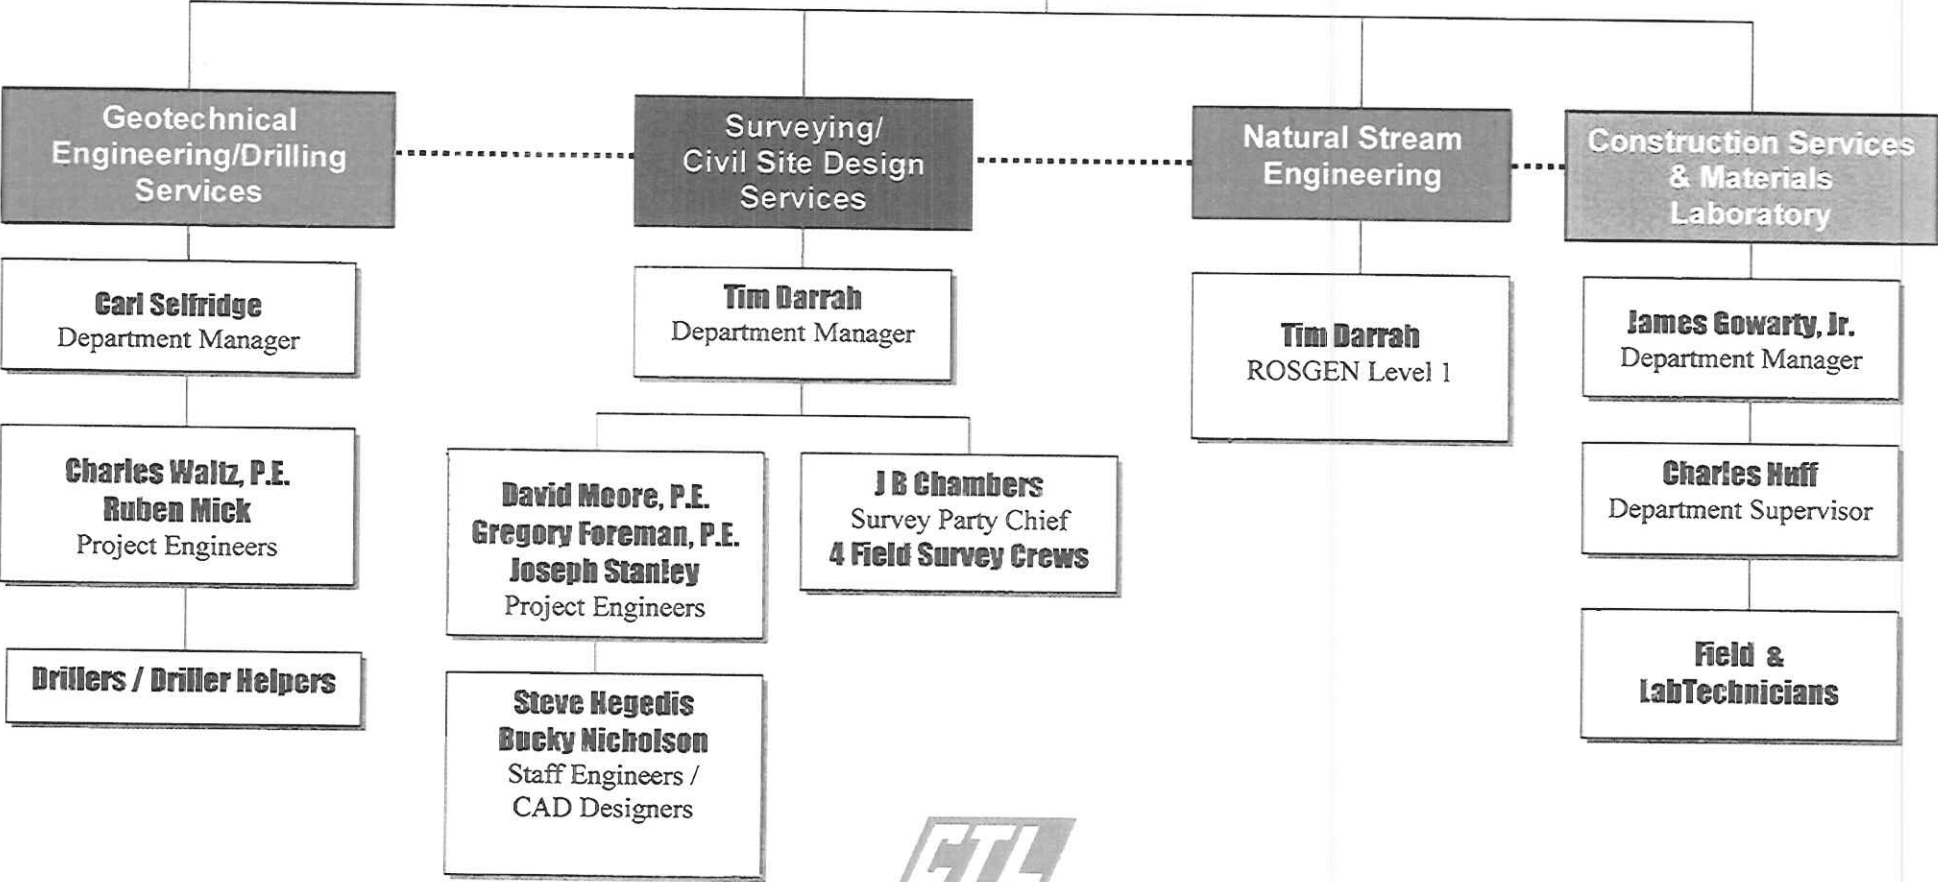 Geotechnical
Engineering/Drilling
Services
Carl Selfridge
Department Manager
Charles Waltz, P.E.
Ruben Mick
Project Engineers
Drillers / Driller Helpers
Surveying/
Civil Site Design
Services
Tim Darrah
Department Manager
David Moore, P.E.
Gregory Foreman, P.E.
Joseph Stanley
Project Engineers
Steve Hegedis
Bucky Nicholson
Staff Engineers /
CAD Designers
J B Chambers
Survey Party Chief
4 Field Survey Crews
Natural Stream
Engineering
Tim Darrah
ROSGEN Level 1
Construction Services
& Materials
Laboratory
James Gowarty, Jr.
Department Manager
Charles Huff
Department Supervisor
Field &
LabTechnicians
CTL